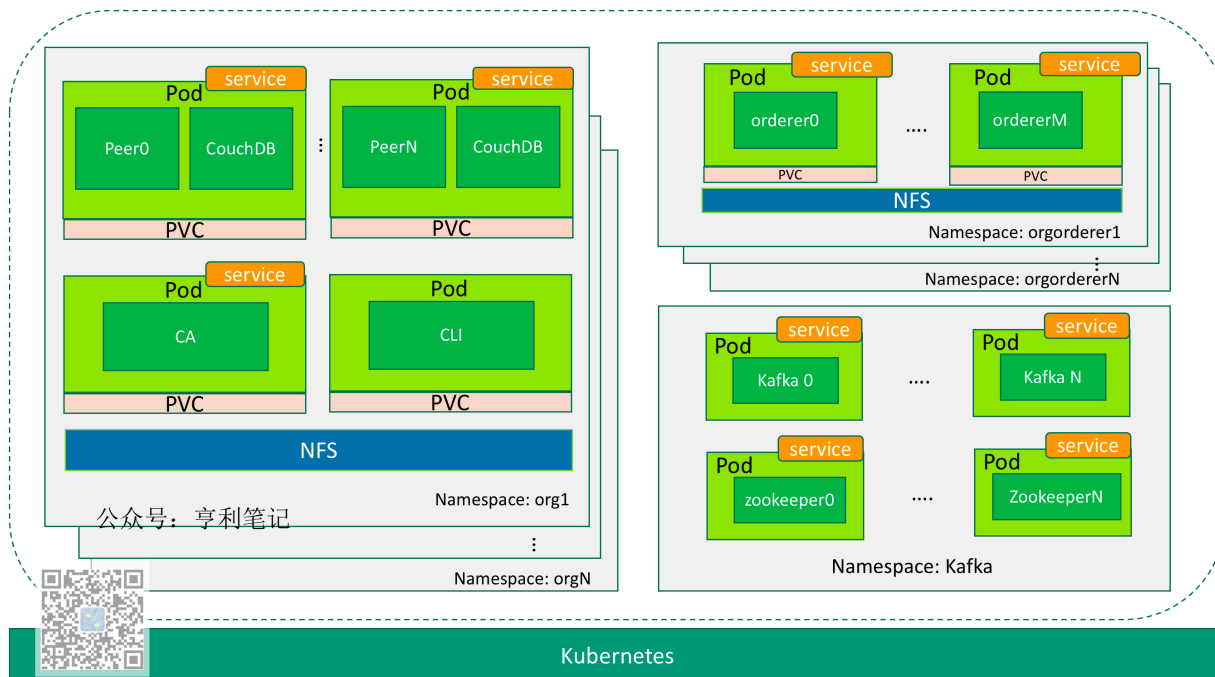 service
Pod
Peer0
CouchDB
PVC
⋮
service
Pod
PeerN
CouchDB
PVC
service
Pod
CA
PVC
Pod
CLI
PVC
NFS
Namespace: org1
公众号：亨利笔记
⋮
Namespace: orgN
service
Pod
orderer0
PVC
....
service
Pod
ordererM
PVC
NFS
Namespace: orgorderer1
⋮
Namespace: orgordererN
service
Pod
Kafka 0
....
service
Pod
Kafka N
service
Pod
zookeeper0
....
service
Pod
ZookeeperN
Namespace: Kafka
Kubernetes